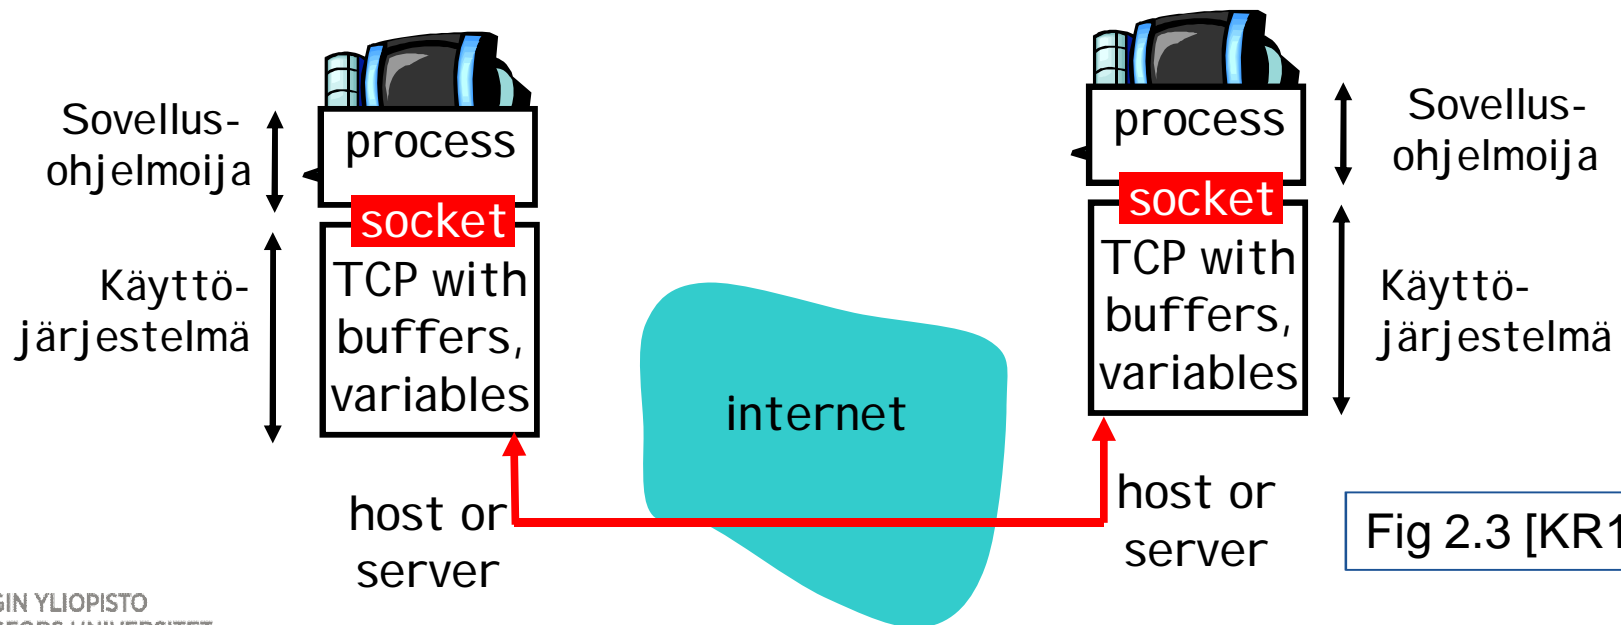 Sovellus-
ohjelmoija
process
socket
Käyttö-
järjestelmä
TCP with
buffers,
variables
host or
server
internet
process
socket
TCP with
buffers,
variables
host or
server
Sovellus-
ohjelmoija
Käyttö-
järjestelmä
Fig 2.3 [KR1
GIN YLIOPISTO